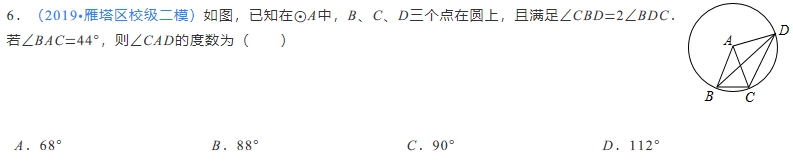 6．（2019•雁塔区校级二模）如图，已知在⊙A中，B、C、D三个点在圆上，且满足∠CBD=2∠BDC．
若∠BAC=44°，则∠CAD的度数为（　　）
A
D
B
C
A．68°　B．88°　C．90°　D．112°